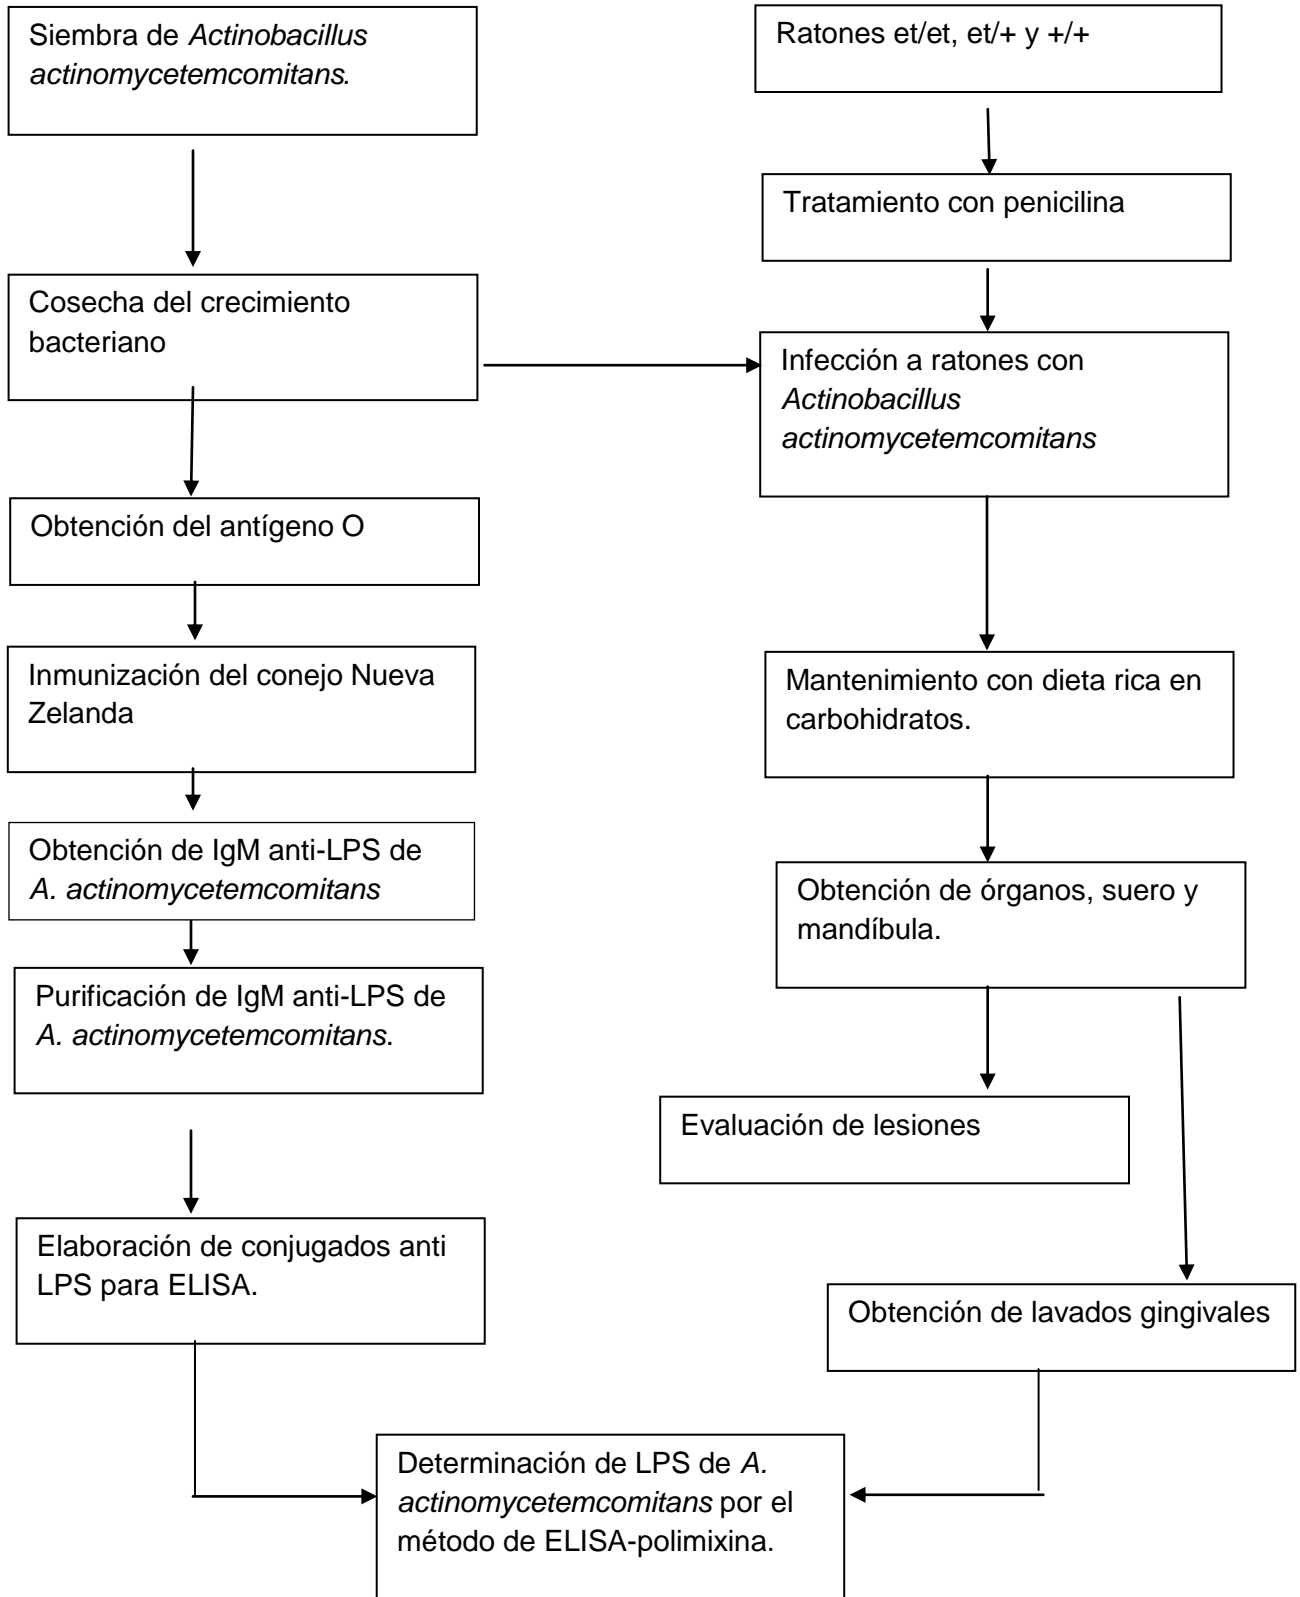 Siembra de Actinobacillus
actinomycetemcomitans.
Cosecha del crecimiento
bacteriano
Obtención del antígeno O
Inmunización del conejo Nueva
Zelanda
Obtención de IgM anti-LPS de
A. actinomycetemcomitans
Purificación de IgM anti-LPS de
A. actinomycetemcomitans.
Elaboración de conjugados anti
LPS para ELISA.
Ratones et/et, et/+ y +/+
Tratamiento con penicilina
Infección a ratones con
Actinobacillus
actinomycetemcomitans
Mantenimiento con dieta rica en
carbohidratos.
Obtención de órganos, suero y
mandíbula.
Evaluación de lesiones
Obtención de lavados gingivales
Determinación de LPS de A.
actinomycetemcomitans por el
método de ELISA-polimixina.